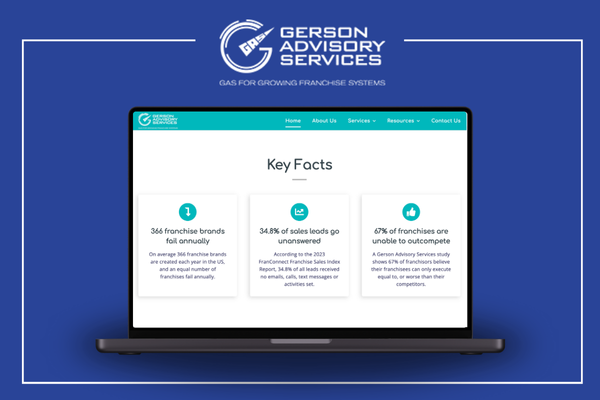 GAS
GERSON
ADVISORY
SERVICES
GAS FOR GROWING FRANCHISE SYSTEMS
GERSON
ADVISORY
SERVICES
Home About Us Services Resources Contact Us
Key Facts
366 franchise brands
fail annually
On average 366 franchise brands
are created each year in the US,
and an equal number of
franchises fail annually.
34.8% of sales leads go
unanswered
According to the 2023
FranConnect Franchise Sales Index
Report, 34.8% of all leads received
no emails, calls, text messages or
activities set.
67% of franchises are
unable to outcompete
A Gerson Advisory Services study
shows 67% of franchisors believe
their franchisees can only execute
equal to, or worse than their
competitors.